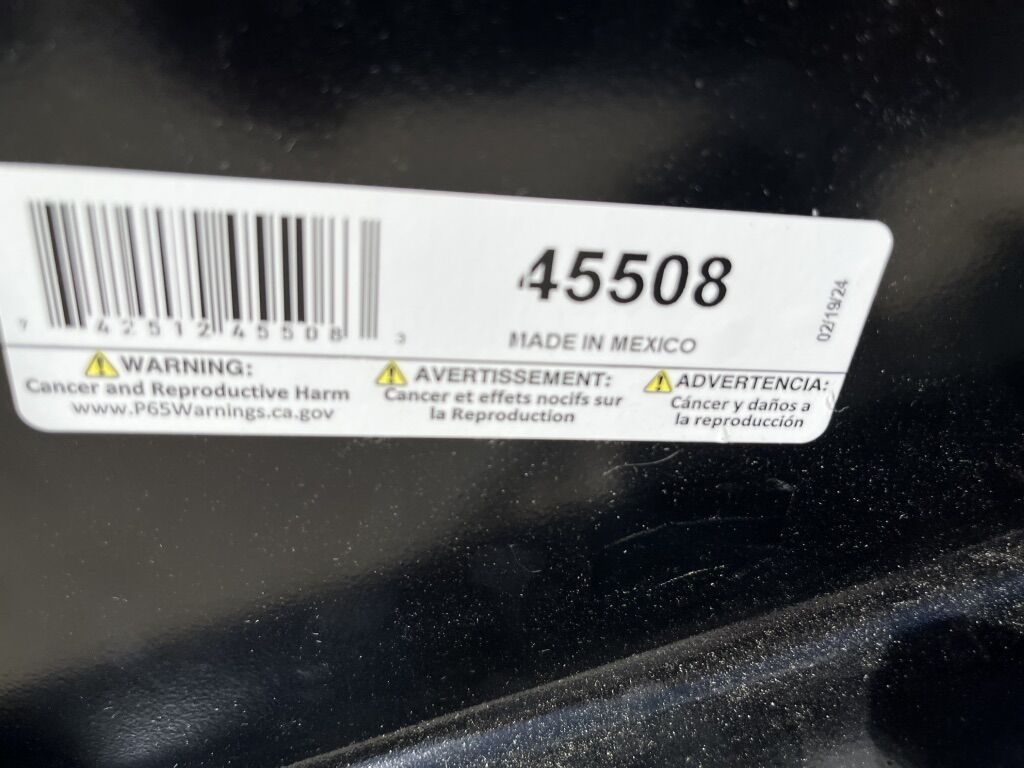 7 42512 45508 3
45508
MADE IN MEXICO
02/19/24
WARNING:
Cancer and Reproductive Harm
www.P65Warnings.ca.gov
AVERTISSEMENT:
Cancer et effets nocifs sur
la Reproduction
ADVERTENCIA:
Cáncer y daños a
la reproducción